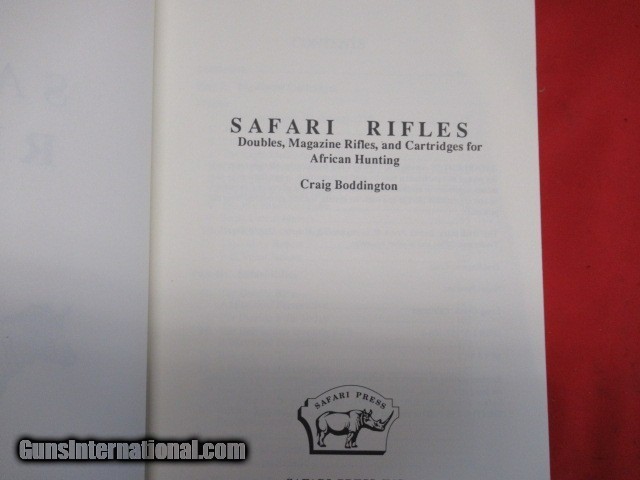 SAFARI RIFLES
Doubles, Magazine Rifles, and Cartridges for
African Hunting
Craig Boddington
SAFARI PRESS
GunsInternational.com